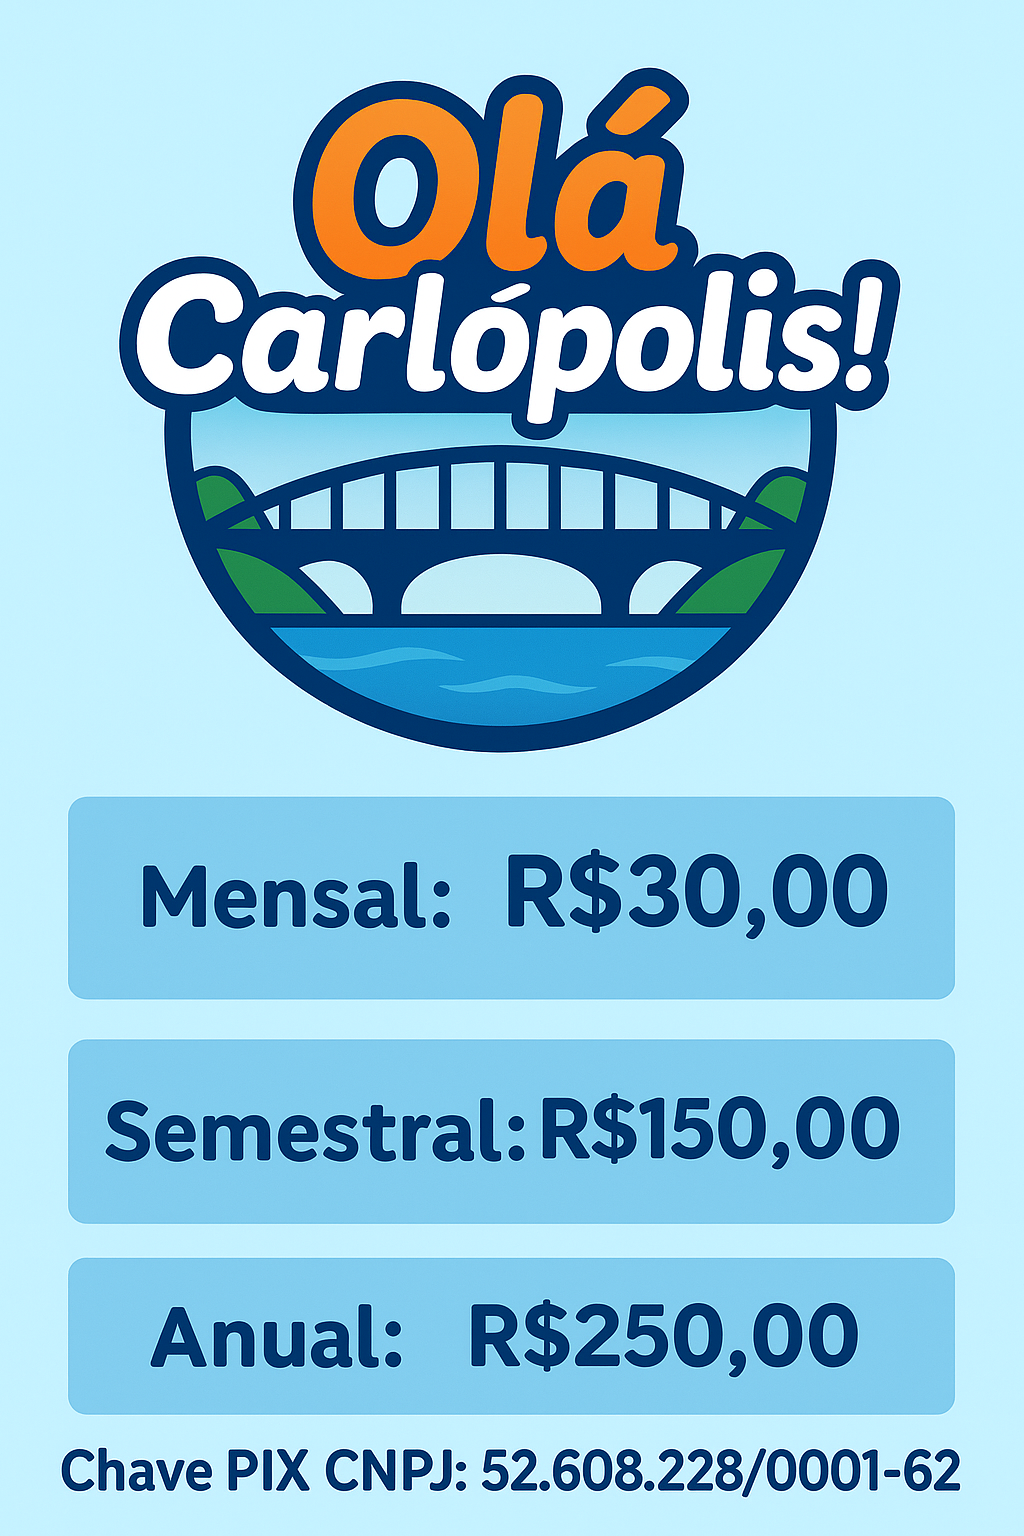 Olá
Carlópolis!
Mensal: R$30,00
Semestral: R$150,00
Anual: R$250,00
Chave PIX CNPJ: 52.608.228/0001-62